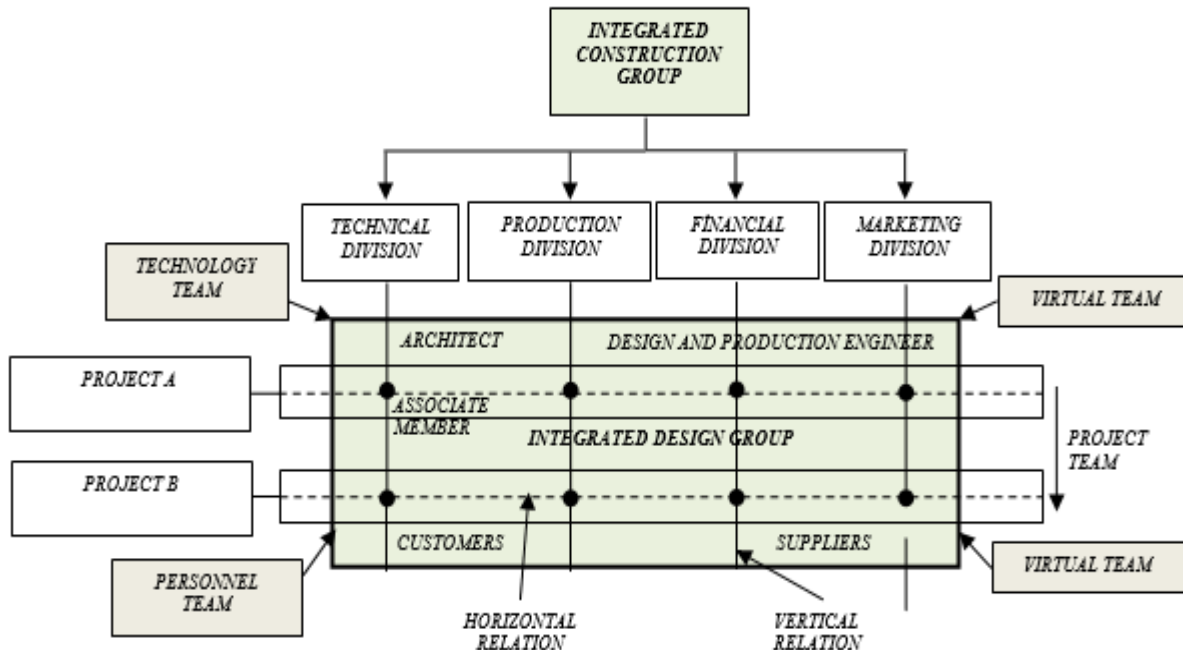 INTEGRATED
CONSTRUCTION
GROUP
TECHNICAL
DIVISION
PRODUCTION
DIVISION
FİNANCIAL
DIVISION
MARKETING
DIVISION
TECHNOLOGY
TEAM
VIRTUAL TEAM
ARCHITECT
DESIGN AND PRODUCTION ENGINEER
PROJECT A
ASSOCIATE
MEMBER
INTEGRATED DESIGN GROUP
PROJECT
TEAM
PROJECT B
CUSTOMERS
SUPPLIERS
PERSONNEL
TEAM
VIRTUAL TEAM
HORIZONTAL
RELATION
VERTICAL
RELATION